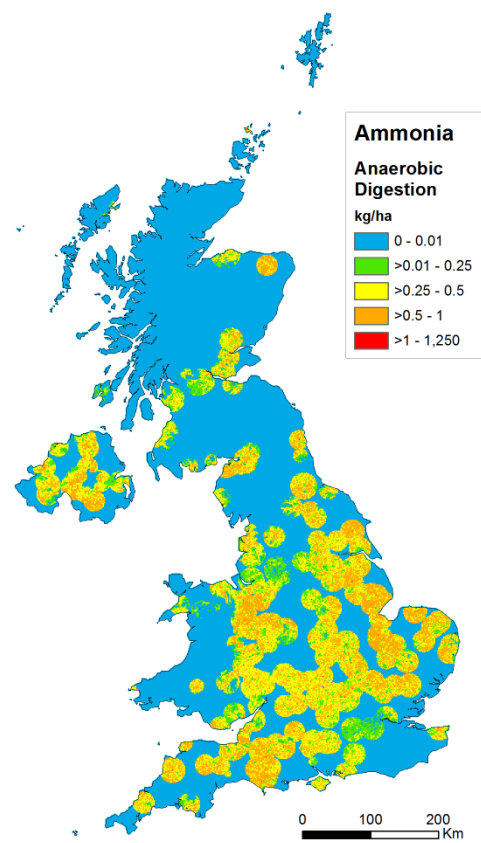 Ammonia
Anaerobic
Digestion
kg/ha
0 - 0.01
>0.01 - 0.25
>0.25 - 0.5
>0.5 - 1
>1 - 1,250
0 100 200
Km